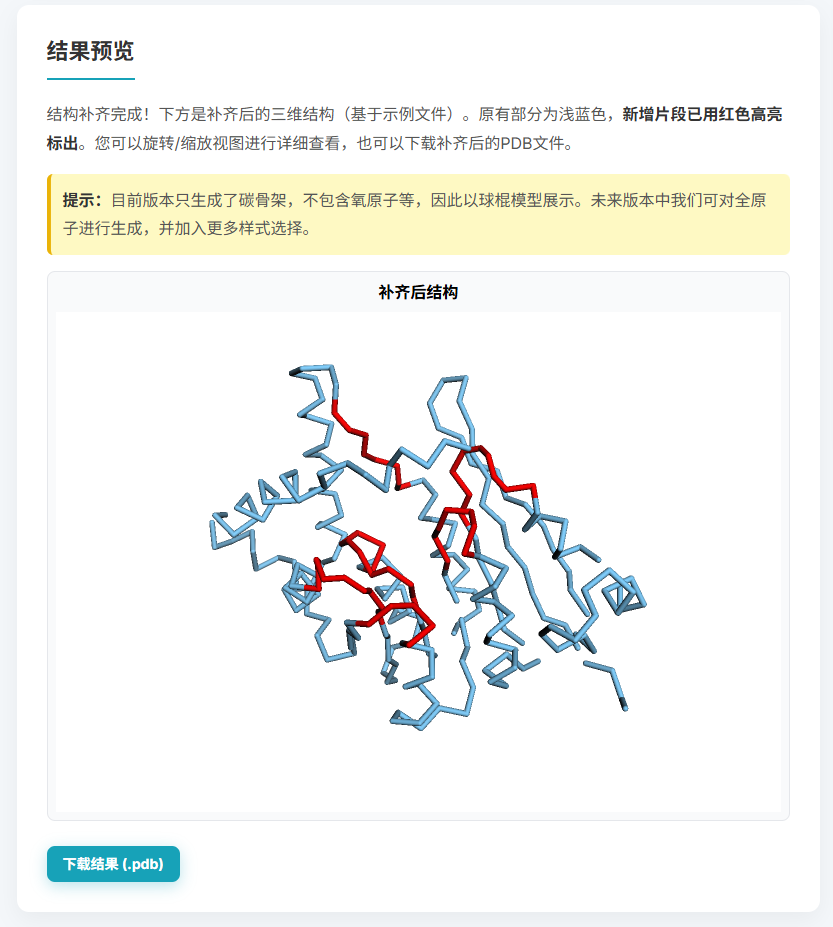 结果预览
结构补齐完成！下方是补齐后的三维结构（基于示例文件）。原有部分为浅蓝色，新增片段已用红色高亮
标出。您可以旋转/缩放视图进行详细查看，也可以下载补齐后的PDB文件。
提示：目前版本只生成了碳骨架，不包含氧原子等，因此以球棍模型展示。未来版本中我们可对全原
子进行生成，并加入更多样式选择。
补齐后结构
下载结果 (.pdb)